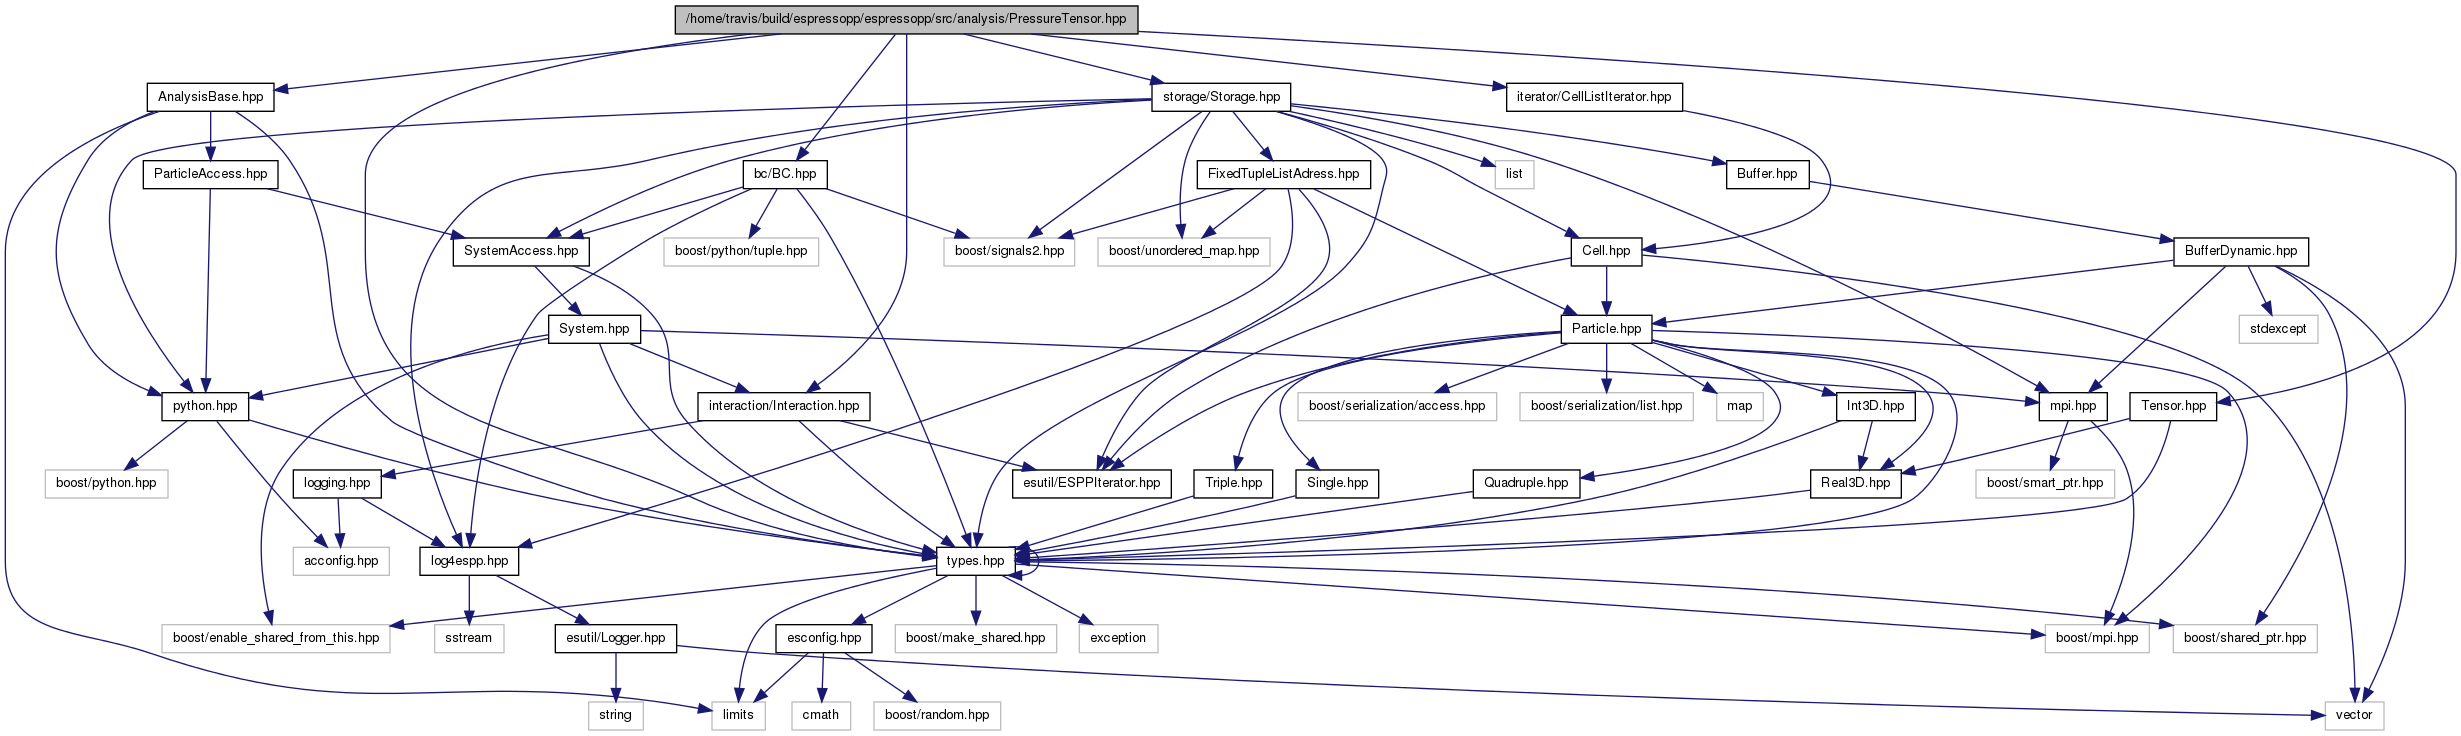 /home/travis/build/espressopp/espressopp/src/analysis/PressureTensor.hpp
AnalysisBase.hpp
storage/Storage.hpp
iterator/CellListIterator.hpp
ParticleAccess.hpp
bc/BC.hpp
FixedTupleListAdress.hpp
list
Buffer.hpp
SystemAccess.hpp
boost/python/tuple.hpp
boost/signals2.hpp
boost/unordered_map.hpp
Cell.hpp
BufferDynamic.hpp
System.hpp
Particle.hpp
stdexcept
python.hpp
interaction/Interaction.hpp
boost/serialization/access.hpp
boost/serialization/list.hpp
map
Int3D.hpp
mpi.hpp
Tensor.hpp
boost/python.hpp
logging.hpp
esutil/ESPPIterator.hpp
Triple.hpp
Single.hpp
Quadruple.hpp
Real3D.hpp
boost/smart_ptr.hpp
acconfig.hpp
log4espp.hpp
types.hpp
boost/enable_shared_from_this.hpp
sstream
esutil/Logger.hpp
esconfig.hpp
boost/make_shared.hpp
exception
boost/mpi.hpp
boost/shared_ptr.hpp
string
limits
cmath
boost/random.hpp
vector